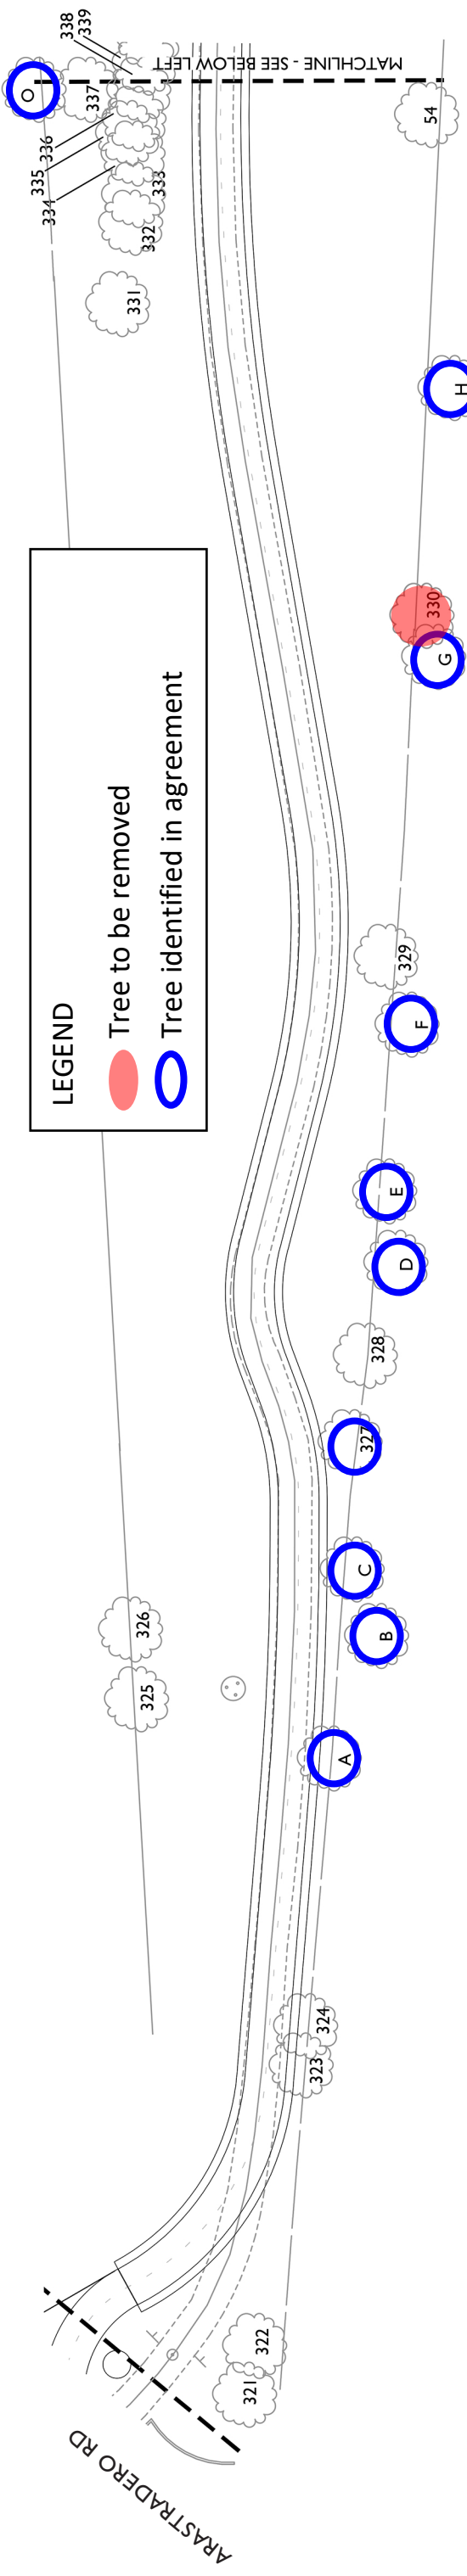 LEGEND
Tree to be removed
Tree identified in agreement
ARASTRADERO RD
MATCHLINE - SEE BELOW LEFT
321
322
323
324
325
326
A
B
C
327
328
D
E
F
329
G
330
H
331
332
333
334
335
336
337
338
339
O
54